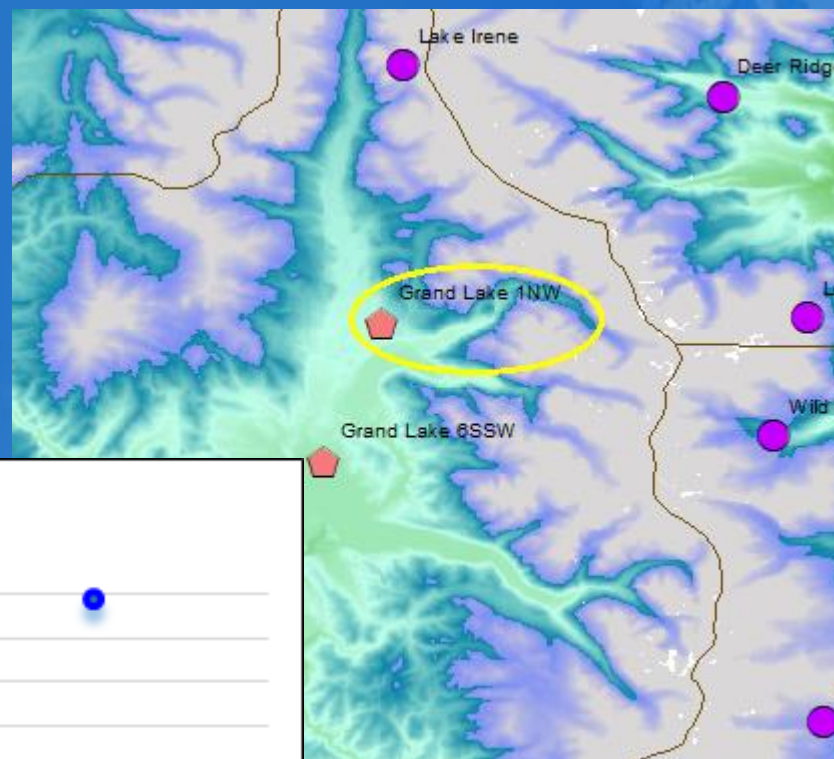 Lake Irene
Deer Ridg
Grand Lake 1NW
L
Wild
Grand Lake 6SSW